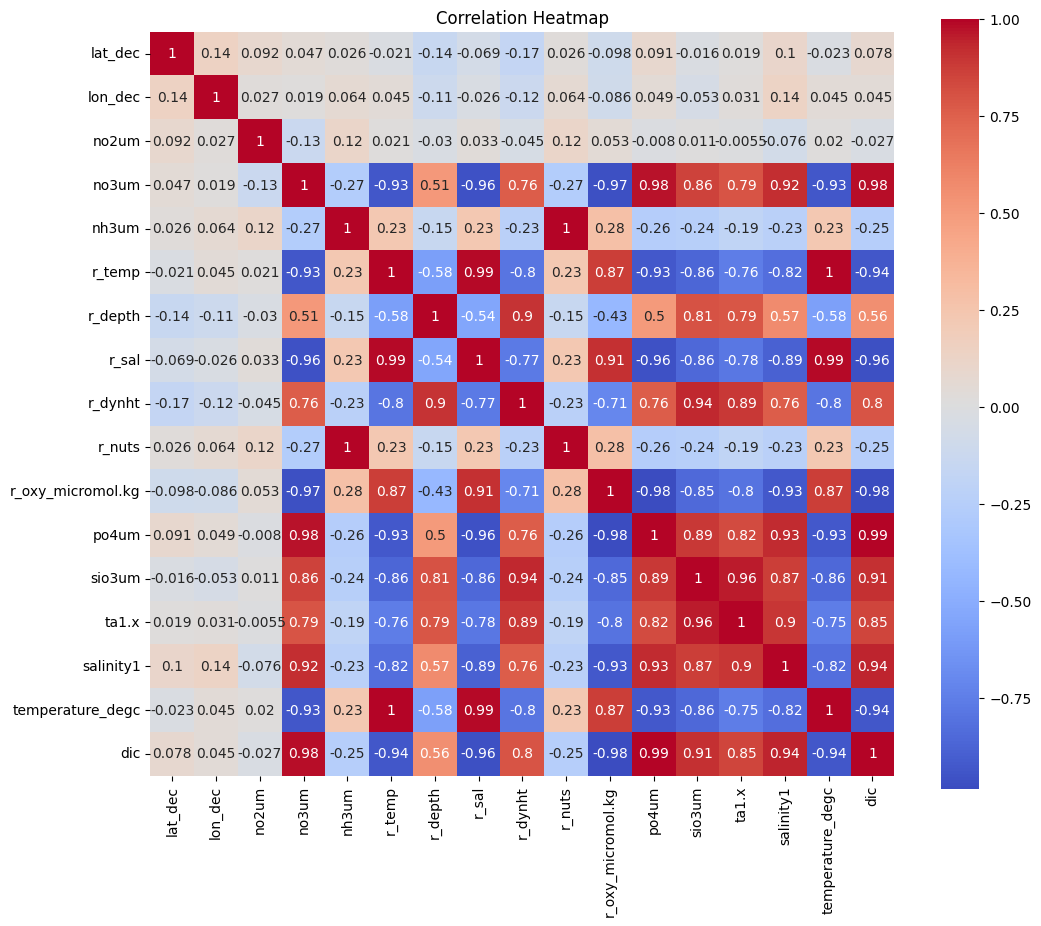 Correlation Heatmap
lat_dec 1 0.14 0.092 0.047 0.026 -0.021 -0.14 -0.069 -0.17 0.026 -0.098 0.091 -0.016 0.019 0.1 -0.023 0.078
lon_dec 0.14 1 0.027 0.019 0.064 0.045 -0.11 -0.026 -0.12 0.064 -0.086 0.049 -0.053 0.031 0.14 0.045 0.045
no2um 0.092 0.027 1 -0.13 0.12 0.021 -0.03 0.033 -0.045 0.12 0.053 -0.008 0.011 -0.0055 -0.076 0.02 -0.027
no3um 0.047 0.019 -0.13 1 -0.27 -0.93 0.51 -0.96 0.76 -0.27 -0.97 0.98 0.86 0.79 0.92 -0.93 0.98
nh3um 0.026 0.064 0.12 -0.27 1 0.23 -0.15 0.23 -0.23 1 0.28 -0.26 -0.24 -0.19 -0.23 0.23 -0.25
r_temp -0.021 0.045 0.021 -0.93 0.23 1 -0.58 0.99 -0.8 0.23 0.87 -0.93 -0.86 -0.76 -0.82 1 -0.94
r_depth -0.14 -0.11 -0.03 0.51 -0.15 -0.58 1 -0.54 0.9 -0.15 -0.43 0.5 0.81 0.79 0.57 -0.58 0.56
r_sal -0.069 -0.026 0.033 -0.96 0.23 0.99 -0.54 1 -0.77 0.23 0.91 -0.96 -0.86 -0.78 -0.89 0.99 -0.96
r_dynht -0.17 -0.12 -0.045 0.76 -0.23 -0.8 0.9 -0.77 1 -0.23 -0.71 0.76 0.94 0.89 0.76 -0.8 0.8
r_nuts 0.026 0.064 0.12 -0.27 1 0.23 -0.15 0.23 -0.23 1 0.28 -0.26 -0.24 -0.19 -0.23 0.23 -0.25
r_oxy_micromol.kg -0.098 -0.086 0.053 -0.97 0.28 0.87 -0.43 0.91 -0.71 0.28 1 -0.98 -0.85 -0.8 -0.93 0.87 -0.98
po4um 0.091 0.049 -0.008 0.98 -0.26 -0.93 0.5 -0.96 0.76 -0.26 -0.98 1 0.89 0.82 0.93 -0.93 0.99
sio3um -0.016 -0.053 0.011 0.86 -0.24 -0.86 0.81 -0.86 0.94 -0.24 -0.85 0.89 1 0.96 0.87 -0.86 0.91
ta1.x 0.019 0.031 -0.0055 0.79 -0.19 -0.76 0.79 -0.78 0.89 -0.19 -0.8 0.82 0.96 1 0.9 -0.75 0.85
salinity1 0.1 0.14 -0.076 0.92 -0.23 -0.82 0.57 -0.89 0.76 -0.23 -0.93 0.93 0.87 0.9 1 -0.82 0.94
temperature_degc -0.023 0.045 0.02 -0.93 0.23 1 -0.58 0.99 -0.8 0.23 0.87 -0.93 -0.86 -0.75 -0.82 1 -0.94
dic 0.078 0.045 -0.027 0.98 -0.25 -0.94 0.56 -0.96 0.8 -0.25 -0.98 0.99 0.91 0.85 0.94 -0.94 1
lat_dec lon_dec no2um no3um nh3um r_temp r_depth r_sal r_dynht r_nuts r_oxy_micromol.kg po4um sio3um ta1.x salinity1 temperature_degc dic
1.00
0.75
0.50
0.25
0.00
-0.25
-0.50
-0.75